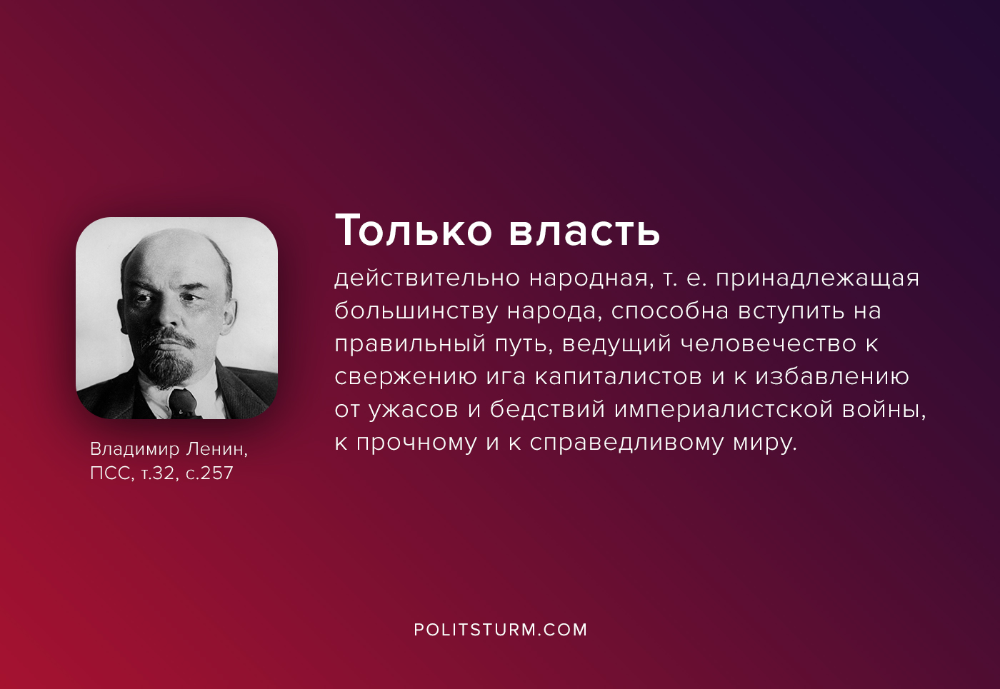 Только власть
действительно народная, т. е. принадлежащая
большинству народа, способна вступить на
правильный путь, ведущий человечество к
свержению ига капиталистов и к избавлению
от ужасов и бедствий империалистской войны,
к прочному и к справедливому миру.
Владимир Ленин,
ПСС, т.32, с.257
POLITSTURM.COM